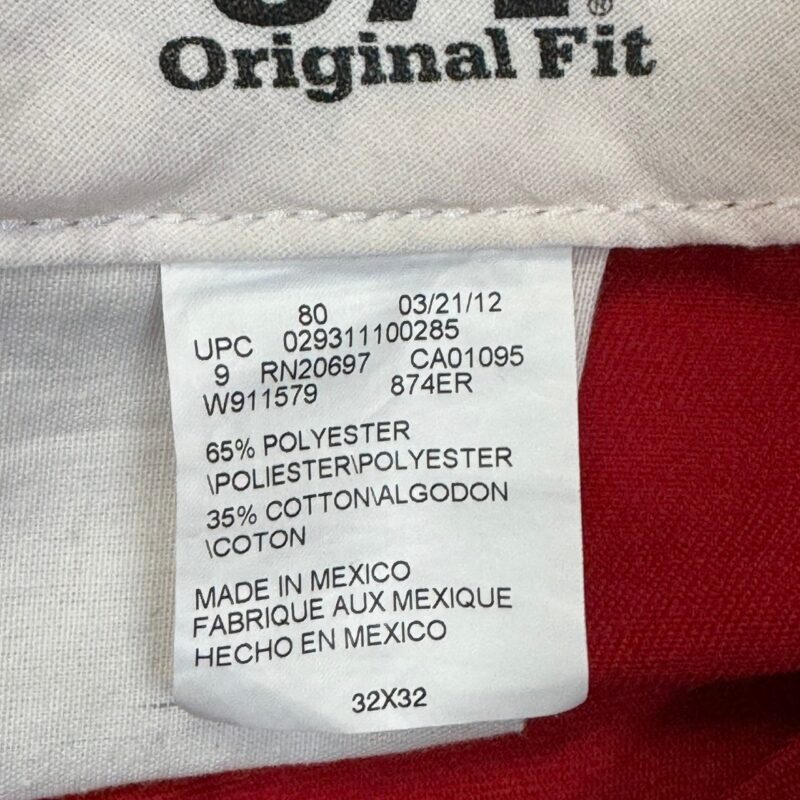 Original Fit
80 03/21/12
UPC 029311100285
9 RN20697 CA01095
W911579 874ER
65% POLYESTER
\POLIESTER\POLYESTER
35% COTTON\ALGODON
\COTON
MADE IN MEXICO
FABRIQUE AUX MEXIQUE
HECHO EN MEXICO
32X32